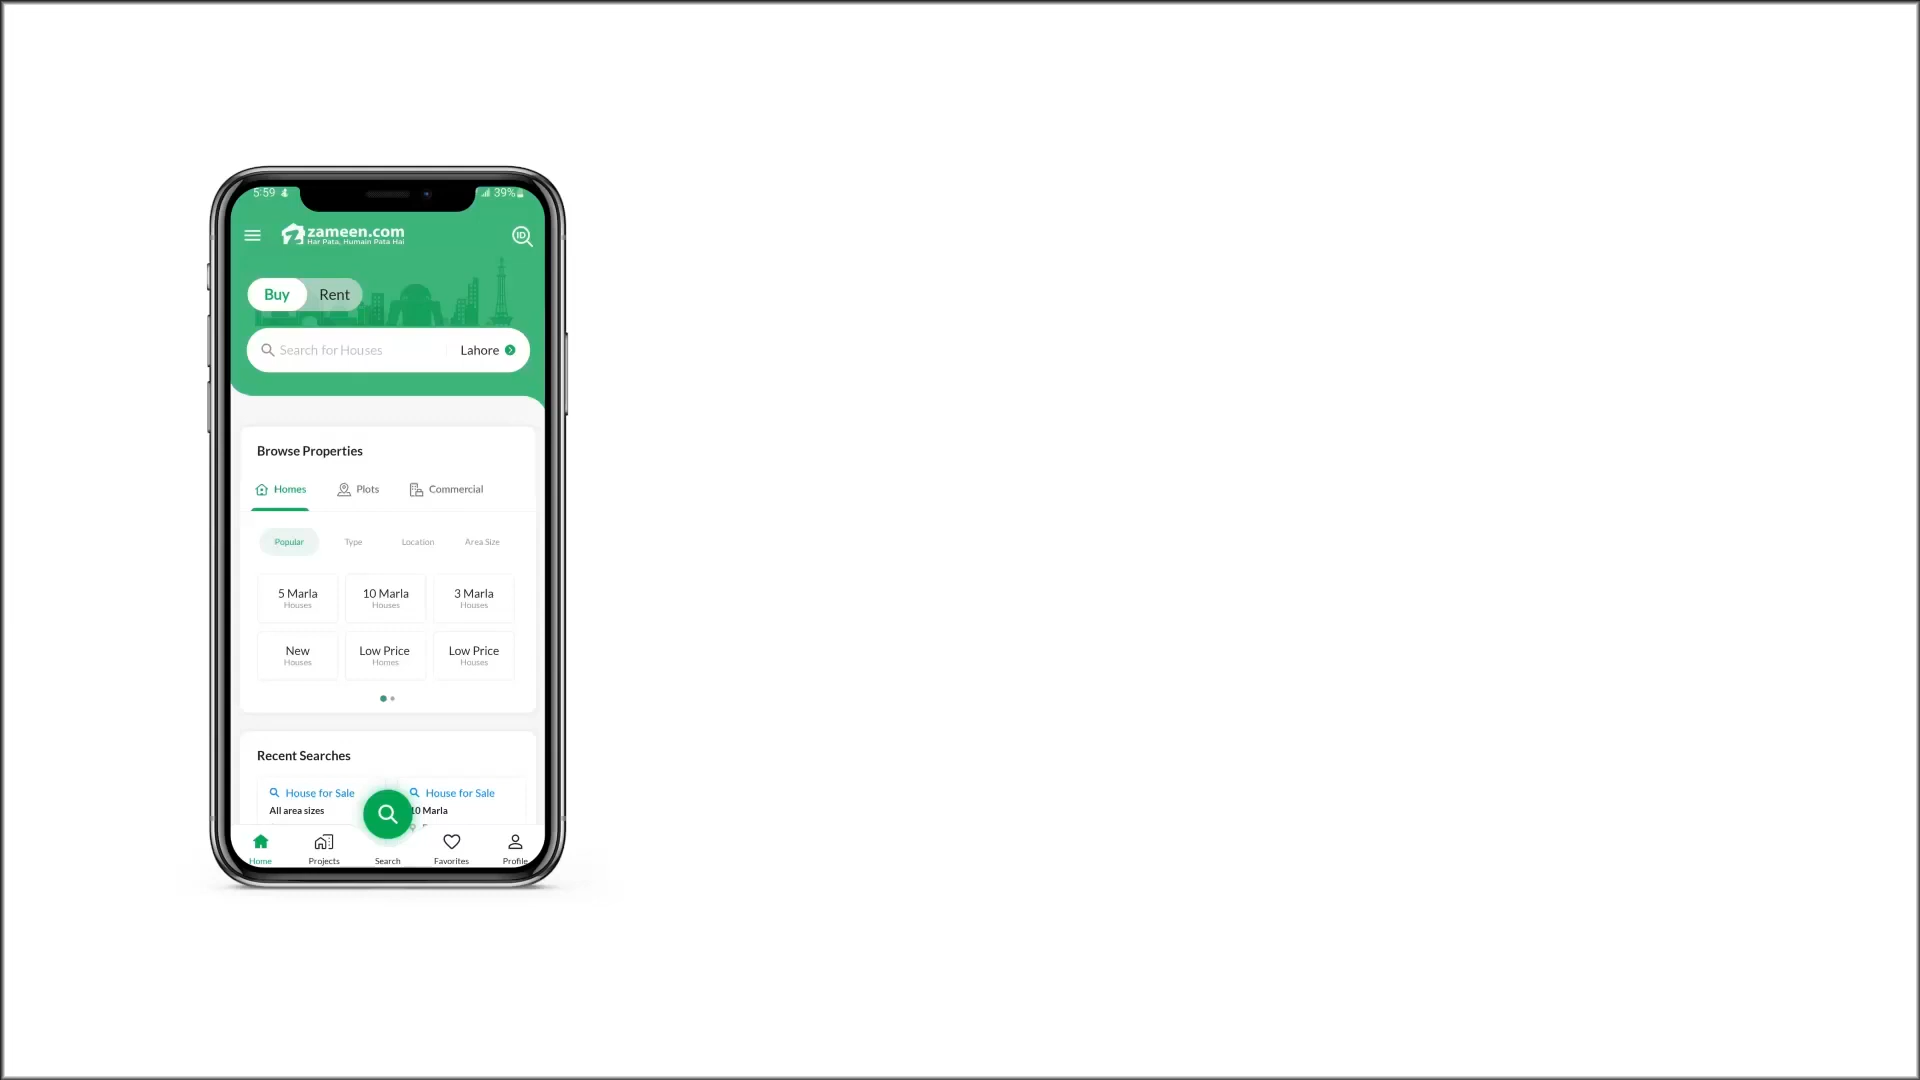 5:59
39%
zameen.com
Har Pata, Humain Pata Hai
ID
Buy Rent
Search for Houses Lahore
Browse Properties
Homes Plots Commercial
Popular Type Location Area Size
5 Marla 10 Marla 3 Marla
Houses Houses Houses
New Low Price Low Price
Houses Homes Houses
Recent Searches
House for Sale House for Sale
All area sizes 10 Marla
Home Projects Search Favorites Profile